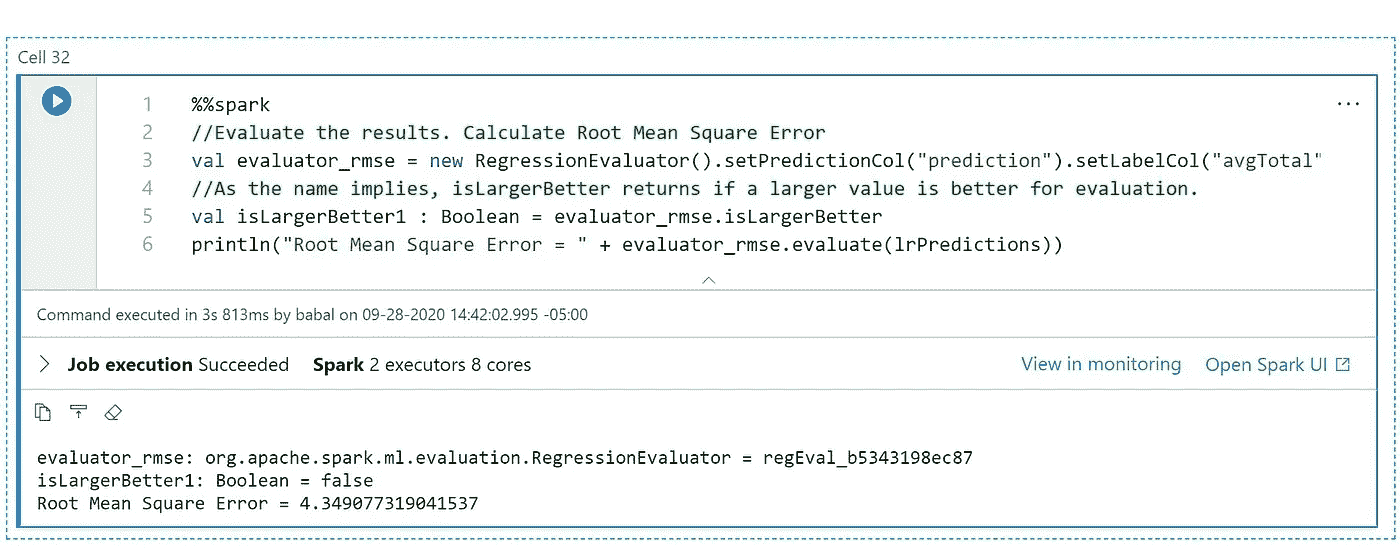 Cell 32
1 %%spark
2 //Evaluate the results. Calculate Root Mean Square Error
3 val evaluator_rmse = new RegressionEvaluator().setPredictionCol("prediction").setLabelCol("avgTotal"
4 //As the name implies, isLargerBetter returns if a larger value is better for evaluation.
5 val isLargerBetter1 : Boolean = evaluator_rmse.isLargerBetter
6 println("Root Mean Square Error = " + evaluator_rmse.evaluate(lrPredictions))
Command executed in 3s 813ms by babal on 09-28-2020 14:42:02.995 -05:00
Job execution Succeeded Spark 2 executors 8 cores View in monitoring Open Spark UI
evaluator_rmse: org.apache.spark.ml.evaluation.RegressionEvaluator = regEval_b5343198ec87
isLargerBetter1: Boolean = false
Root Mean Square Error = 4.349077319041537